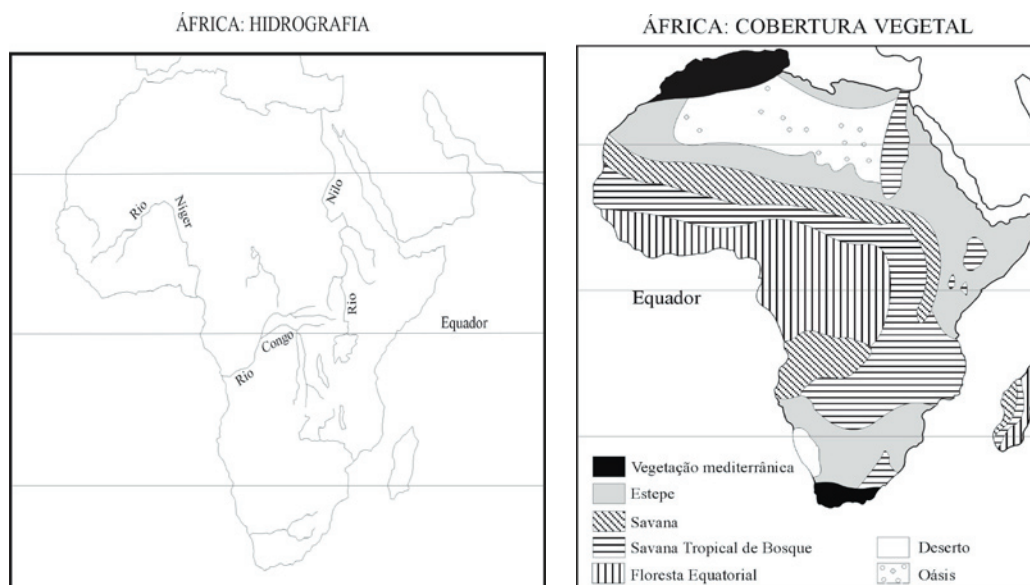 ÁFRICA: HIDROGRAFIA
Rio
Níger
Nilo
Rio
Equador
Congo
Rio
ÁFRICA: COBERTURA VEGETAL
Equador
Vegetação mediterrânica
Estepe
Savana
Savana Tropical de Bosque
Floresta Equatorial
Deserto
Oásis